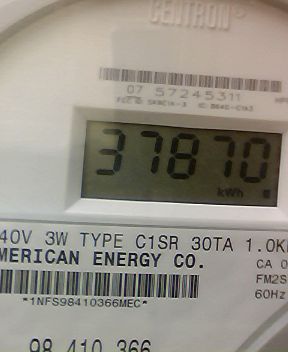 CENTRON®
07 57245311
37870
kWh
40V 3W TYPE C1SR 30TA 1.0K
MERICAN ENERGY CO.
CA 0
FM2S
60Hz
*1NFS98410366MEC*
98 410 366